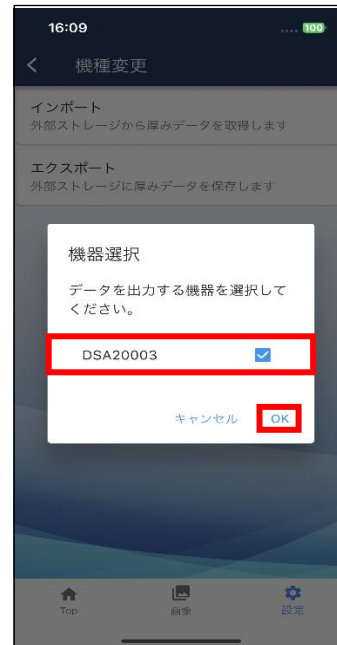 16:09
100
機種変更
インポート
外部ストレージから厚みデータを取得します
エクスポート
外部ストレージに厚みデータを保存します
機器選択
データを出力する機器を選択して
ください。
DSA20003
キャンセル OK
Top 画像 設定